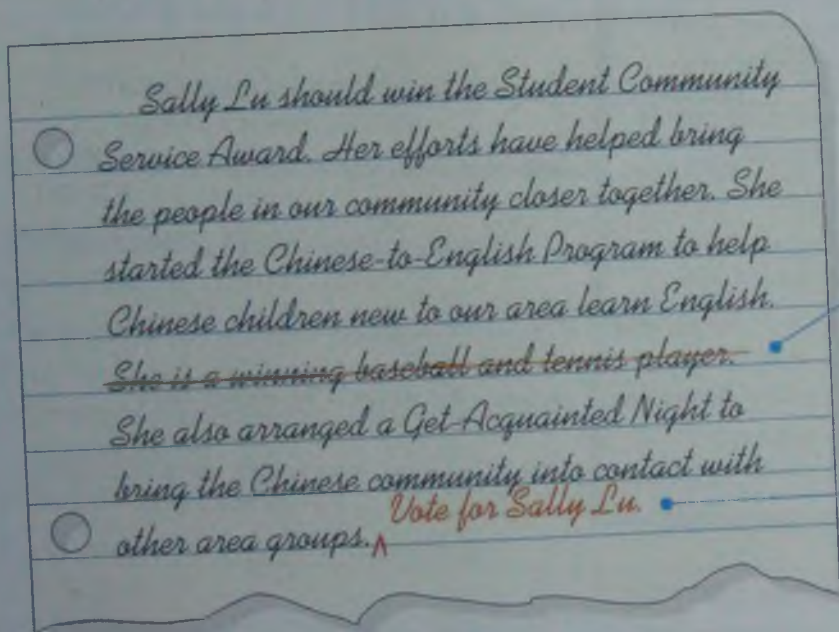 Sally Lu should win the Student Community
Service Award. Her efforts have helped bring
the people in our community closer together. She
started the Chinese-to-English Program to help
Chinese children new to our area learn English.
She is a winning baseball and tennis player.
She also arranged a Get-Acquainted Night to
bring the Chinese community into contact with
other area groups. Vote for Sally Lu.